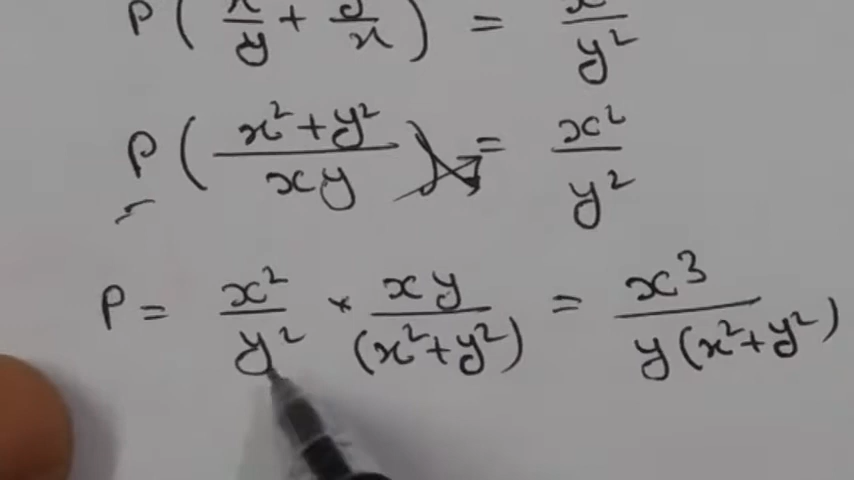 P ( x/y + y/x ) = x²/y²
P ( (x²+y²)/(xy) ) = x²/y²
P = x²/y² * xy/(x²+y²) = x³/(y(x²+y²))